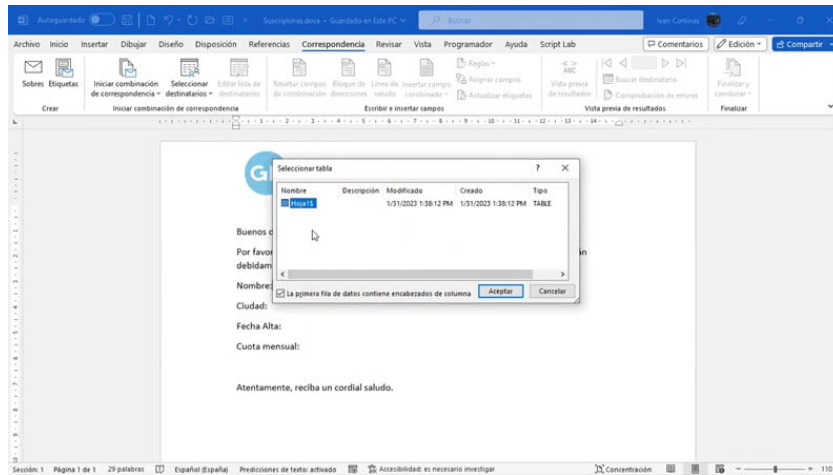 Autoguardado
Suscriptores.docx • Guardado en Este PC
Buscar
Ivan Cortinas
Archivo Inicio Insertar Dibujar Diseño Disposición Referencias Correspondencia Revisar Vista Programador Ayuda Script Lab
Comentarios Edición Compartir
Sobres Etiquetas
Iniciar combinación de correspondencia
Seleccionar destinatarios
Editar lista de destinatarios
Resaltar campos de combinación
Bloque de direcciones
Línea de saludo
Insertar campo combinado
Reglas
Asignar campos
Actualizar etiquetas
ABC
Vista previa de resultados
Buscar destinatario
Comprobación de errores
Finalizar y combinar
Crear
Iniciar combinación de correspondencia
Escribir e insertar campos
Vista previa de resultados
Finalizar
Seleccionar tabla
Nombre Descripción Modificado Creado Tipo
Hoja1$ 1/31/2023 1:38:12 PM 1/31/2023 1:38:12 PM TABLE
La primera fila de datos contiene encabezados de columna
Aceptar Cancelar
G
Buenos d
Por favor
debidam
Nombre:
Ciudad:
Fecha Alta:
Cuota mensual:
Atentamente, reciba un cordial saludo.
Sección: 1 Página 1 de 1 29 palabras Español (España) Predicciones de texto: activado Accesibilidad: es necesario investigar
Concentración
110